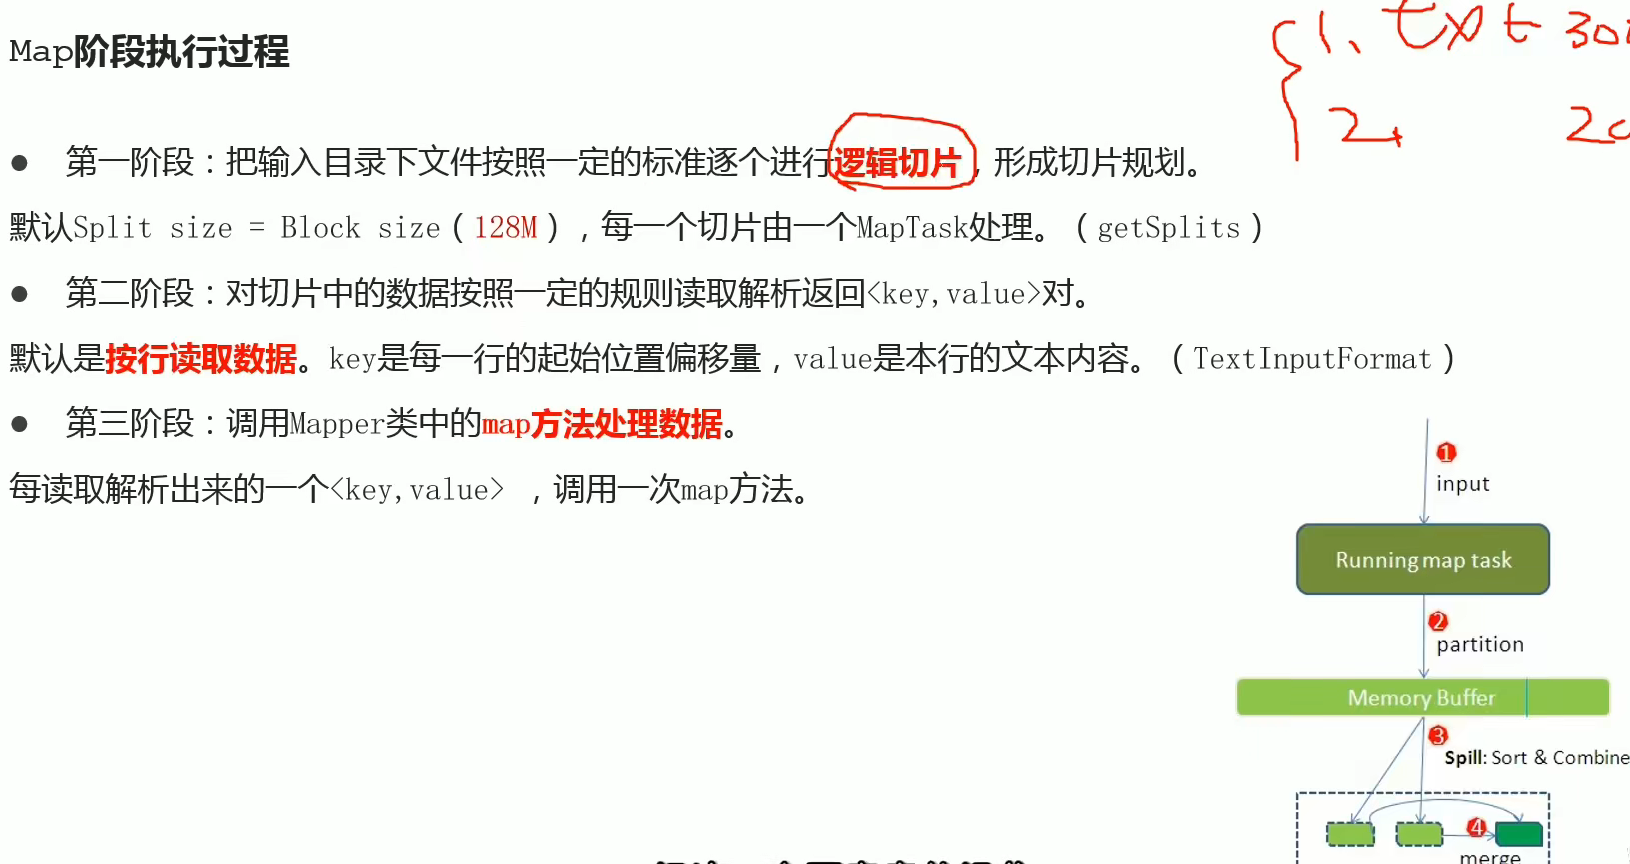 Map阶段执行过程
1、txt
2、
● 第一阶段：把输入目录下文件按照一定的标准逐个进行逻辑切片，形成切片规划。
默认Split size = Block size（128M），每一个切片由一个MapTask处理。（getSplits）
● 第二阶段：对切片中的数据按照一定的规则读取解析返回<key,value>对。
默认是按行读取数据。key是每一行的起始位置偏移量，value是本行的文本内容。（TextInputFormat）
● 第三阶段：调用Mapper类中的map方法处理数据。
每读取解析出来的一个<key,value> ，调用一次map方法。
1
input
Running map task
2
partition
Memory Buffer
3
Spill: Sort & Combine
4
merge